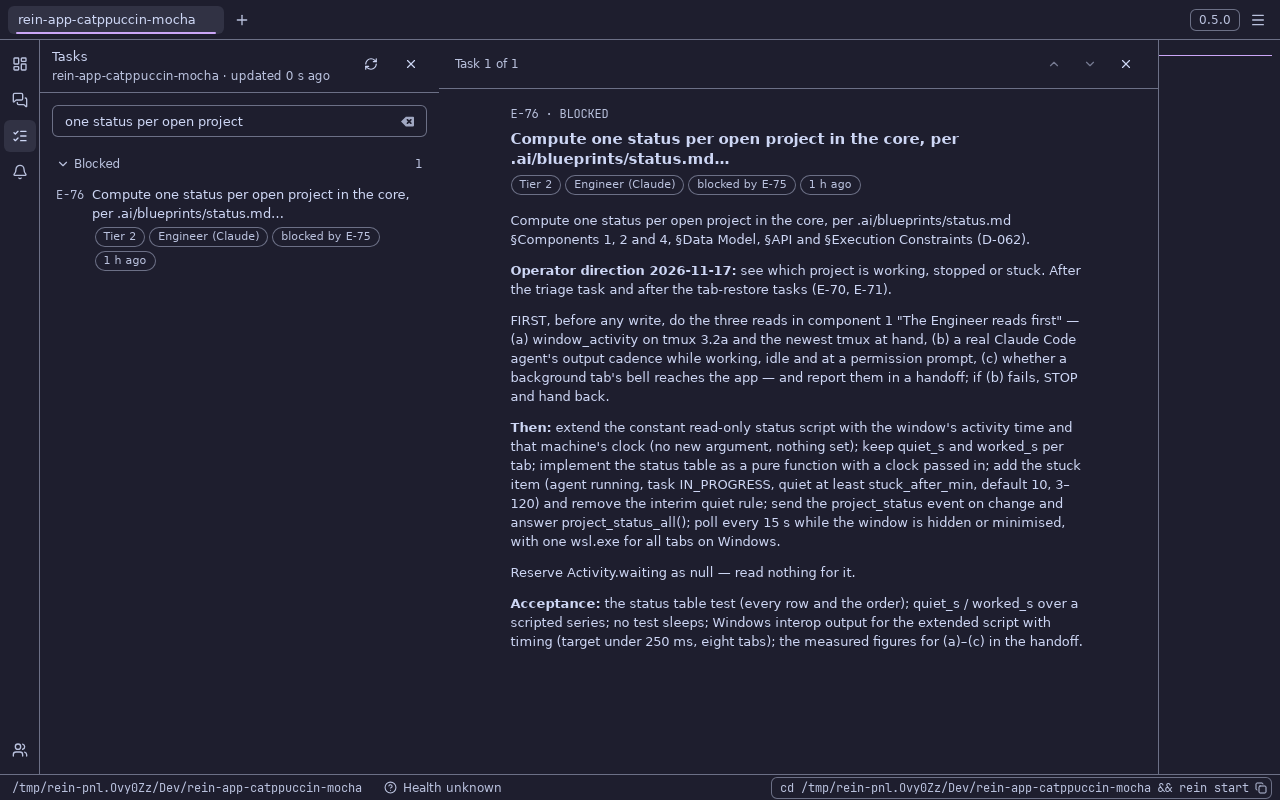 rein-app-catppuccin-mocha
0.5.0
Tasks
rein-app-catppuccin-mocha · updated 0 s ago
one status per open project
Blocked 1
E-76 Compute one status per open project in the core,
per .ai/blueprints/status.md…
Tier 2 Engineer (Claude) blocked by E-75
1 h ago
Task 1 of 1
E-76 · BLOCKED
Compute one status per open project in the core, per
.ai/blueprints/status.md…
Tier 2 Engineer (Claude) blocked by E-75 1 h ago
Compute one status per open project in the core, per .ai/blueprints/status.md
§Components 1, 2 and 4, §Data Model, §API and §Execution Constraints (D-062).
Operator direction 2026-11-17: see which project is working, stopped or stuck. After
the triage task and after the tab-restore tasks (E-70, E-71).
FIRST, before any write, do the three reads in component 1 "The Engineer reads first" —
(a) window_activity on tmux 3.2a and the newest tmux at hand, (b) a real Claude Code
agent's output cadence while working, idle and at a permission prompt, (c) whether a
background tab's bell reaches the app — and report them in a handoff; if (b) fails, STOP
and hand back.
Then: extend the constant read-only status script with the window's activity time and
that machine's clock (no new argument, nothing set); keep quiet_s and worked_s per
tab; implement the status table as a pure function with a clock passed in; add the stuck
item (agent running, task IN_PROGRESS, quiet at least stuck_after_min, default 10, 3–
120) and remove the interim quiet rule; send the project_status event on change and
answer project_status_all(); poll every 15 s while the window is hidden or minimised,
with one wsl.exe for all tabs on Windows.
Reserve Activity.waiting as null — read nothing for it.
Acceptance: the status table test (every row and the order); quiet_s / worked_s over a
scripted series; no test sleeps; Windows interop output for the extended script with
timing (target under 250 ms, eight tabs); the measured figures for (a)–(c) in the handoff.
/tmp/rein-pnl.Ovy0Zz/Dev/rein-app-catppuccin-mocha
Health unknown
cd /tmp/rein-pnl.Ovy0Zz/Dev/rein-app-catppuccin-mocha && rein start